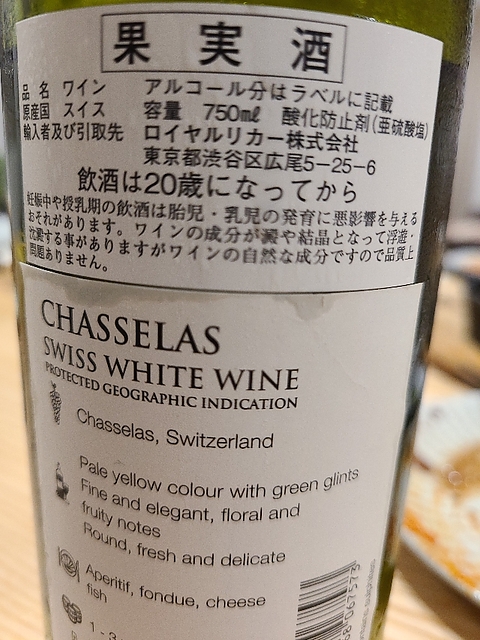 果実酒
品名 ワイン アルコール分はラベルに記載
原産国 スイス 容量 750㎖ 酸化防止剤(亜硫酸塩)
輸入者及び引取先 ロイヤルリカー株式会社
東京都渋谷区広尾5-25-6
飲酒は20歳になってから
妊娠中や授乳期の飲酒は胎児・乳児の発育に悪影響を与える
おそれがあります。ワインの成分が澱や結晶となって浮遊・
沈澱する事がありますがワインの自然な成分ですので品質上
問題ありません。
CHASSELAS
SWISS WHITE WINE
PROTECTED GEOGRAPHIC INDICATION
Chasselas, Switzerland
Pale yellow colour with green glints
Fine and elegant, floral and
fruity notes
Round, fresh and delicate
Aperitif, fondue, cheese
fish